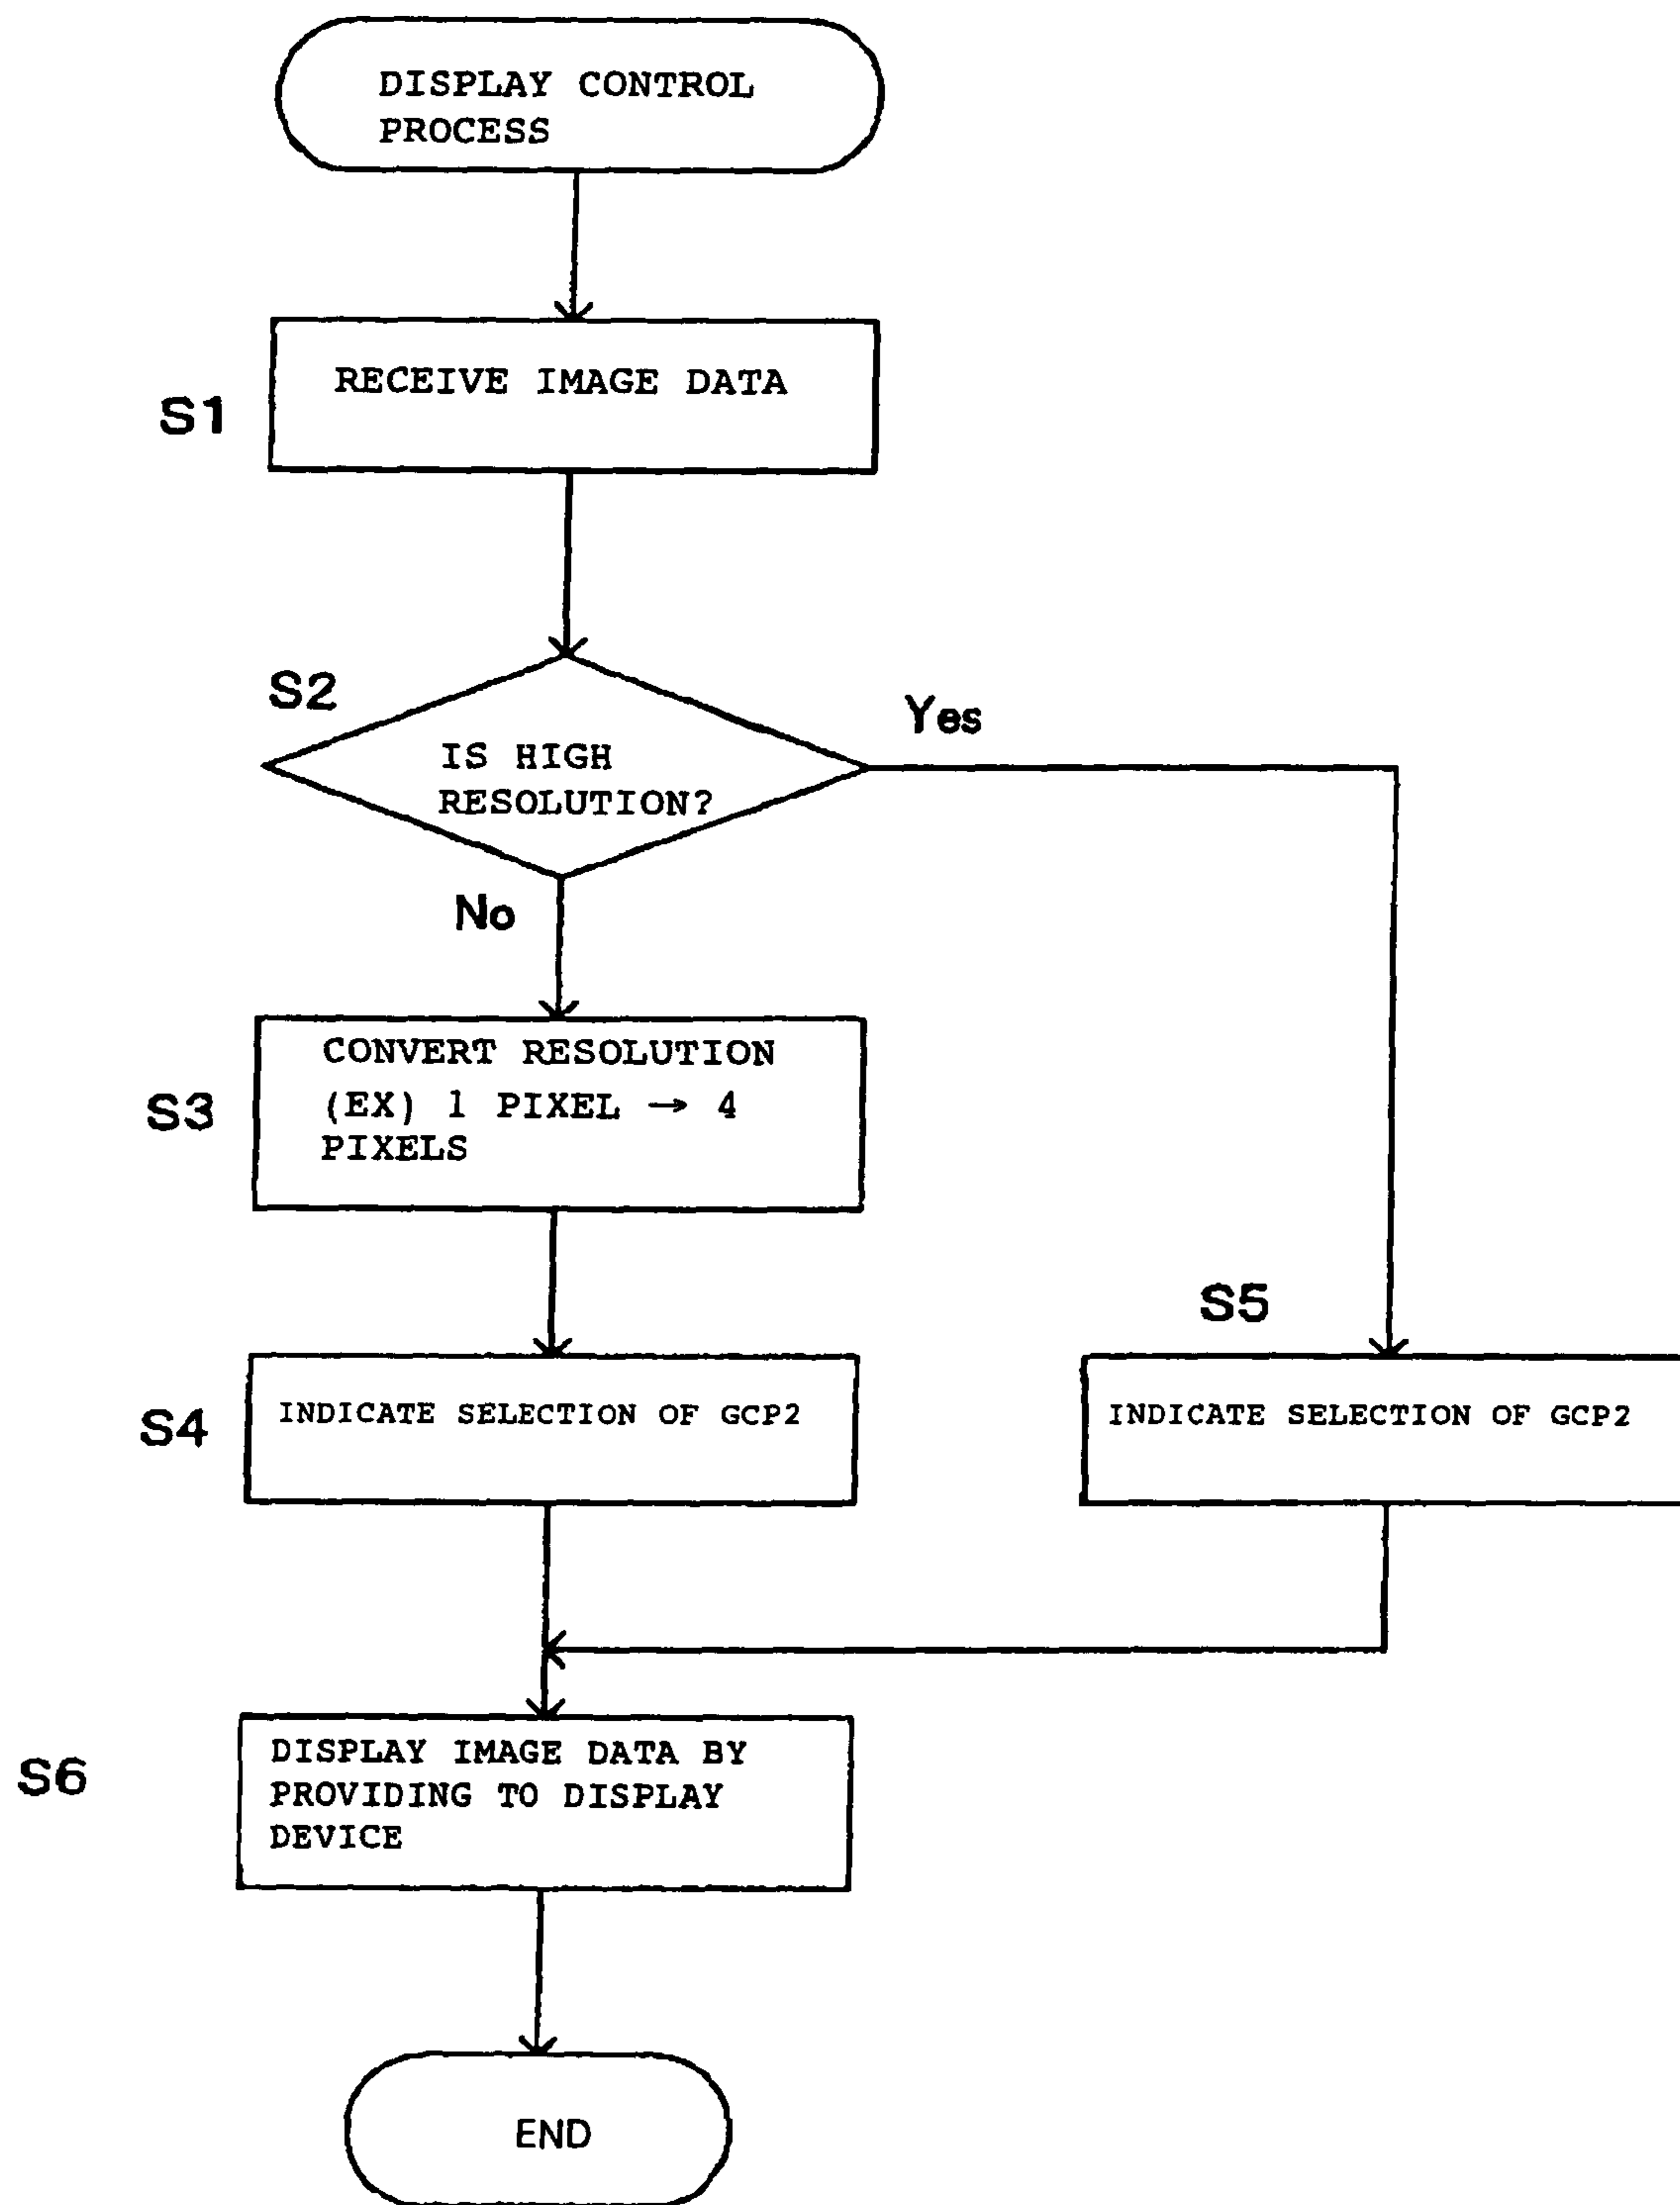 DISPLAY CONTROL
PROCESS
S1
RECEIVE IMAGE DATA
S2
IS HIGH
RESOLUTION?
Yes
No
S3
CONVERT RESOLUTION
(EX) 1 PIXEL → 4
PIXELS
S4
INDICATE SELECTION OF GCP2
S5
INDICATE SELECTION OF GCP2
S6
DISPLAY IMAGE DATA BY
PROVIDING TO DISPLAY
DEVICE
END